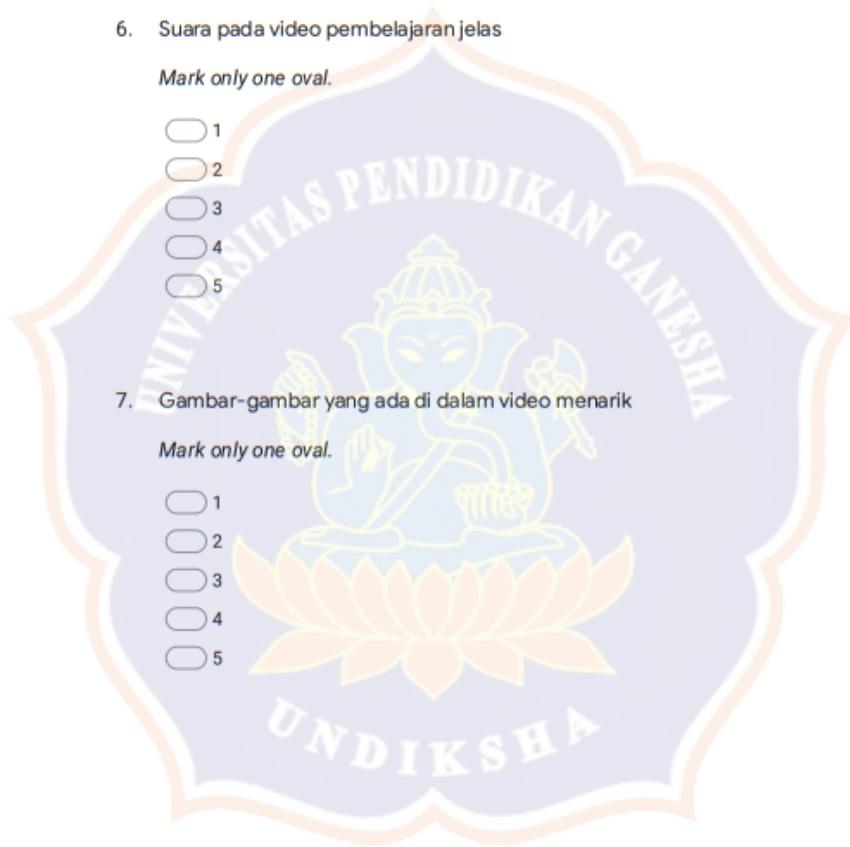 6. Suara pada video pembelajaran jelas
Mark only one oval.
1
2
3
4
5
UNIVERSITAS PENDIDIKAN GANESHA
7. Gambar-gambar yang ada di dalam video menarik
Mark only one oval.
1
2
3
4
5
UNDIKSHA